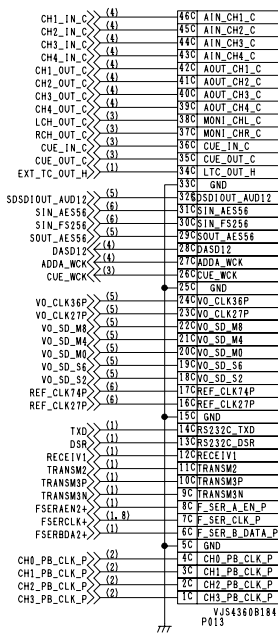 CH1_IN_C (4) 46C AIN_CH1_C
CH2_IN_C (4) 45C AIN_CH2_C
CH3_IN_C (4) 44C AIN_CH3_C
CH4_IN_C (4) 43C AIN_CH4_C
CH1_OUT_C (4) 42C AOUT_CH1_C
CH2_OUT_C (4) 41C AOUT_CH2_C
CH3_OUT_C (4) 40C AOUT_CH3_C
CH4_OUT_C (4) 39C AOUT_CH4_C
LCH_OUT_C (3) 38C MONI_CHL_C
RCH_OUT_C (3) 37C MONI_CHR_C
CUE_IN_C (3) 36C CUE_IN_C
CUE_OUT_C (3) 35C CUE_OUT_C
EXT_TC_OUT_H (1) 34C LTC_OUT_H
33C GND
SDSDIOUT_AUD12 (5) 32C SDSDIOUT_AUD12
SIN_AES56 (6) 31C SIN_AES56
SIN_FS256 (6) 30C SIN_FS256
SOUT_AES56 (5) 29C SOUT_AES56
DASD12 (4) 28C DASD12
ADDA_WCK (4) 27C ADDA_WCK
CUE_WCK (3) 26C CUE_WCK
25C GND
VO_CLK36P (5) 24C VO_CLK36P
VO_CLK27P (5) 23C VO_CLK27P
VO_SD_M8 (5) 22C VO_SD_M8
VO_SD_M4 (5) 21C VO_SD_M4
VO_SD_M0 (5) 20C VO_SD_M0
VO_SD_S6 (5) 19C VO_SD_S6
VO_SD_S2 (5) 18C VO_SD_S2
REF_CLK74P (6) 17C REF_CLK74P
REF_CLK27P (6) 16C REF_CLK27P
15C GND
TXD (1) 14C RS232C_TXD
DSR (1) 13C RS232C_DSR
RECEIV1 (1) 12C RECEIV1
TRANSM2 (1) 11C TRANSM2
TRANSM3P (1) 10C TRANSM3P
TRANSM3N (1) 9C TRANSM3N
FSERAEN2+ (1) 8C F_SER_A_EN_P
FSERCLK+ (1,8) 7C F_SER_CLK_P
FSERBDA2+ (1) 6C F_SER_B_DATA_P
5C GND
CH0_PB_CLK_P (2) 4C CH0_PB_CLK_P
CH1_PB_CLK_P (2) 3C CH1_PB_CLK_P
CH2_PB_CLK_P (2) 2C CH2_PB_CLK_P
CH3_PB_CLK_P (2) 1C CH3_PB_CLK_P
VJS4360B184
P013